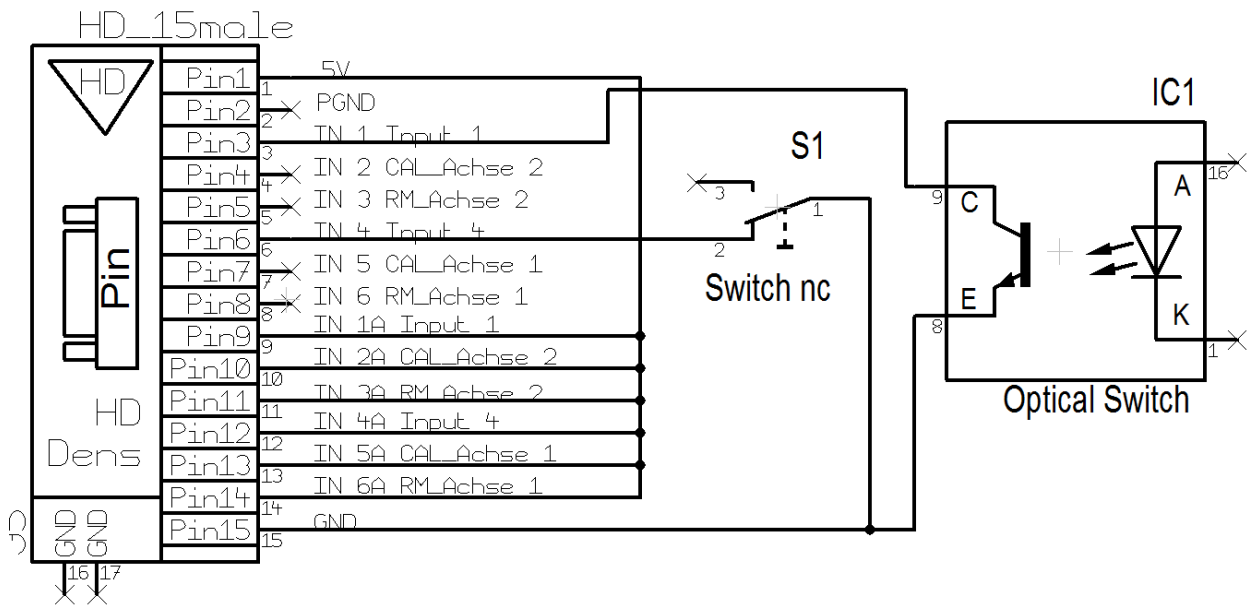 HD_15male
HD
Pin
HD
Dens
Pin1 1 5V
Pin2 2 PGND
Pin3 3 IN 1 Input 1
Pin4 4 IN 2 CAL_Achse 2
Pin5 5 IN 3 RM_Achse 2
Pin6 6 IN 4 Input 4
Pin7 7 IN 5 CAL_Achse 1
Pin8 8 IN 6 RM_Achse 1
Pin9 9 IN 1A Input 1
Pin10 10 IN 2A CAL_Achse 2
Pin11 11 IN 3A RM_Achse 2
Pin12 12 IN 4A Input 4
Pin13 13 IN 5A CAL_Achse 1
Pin14 14 IN 6A RM_Achse 1
Pin15 15 GND
GND GND
16 17
S1
3
1
2
Switch nc
IC1
9 C
8 E
A 16
K 1
Optical Switch